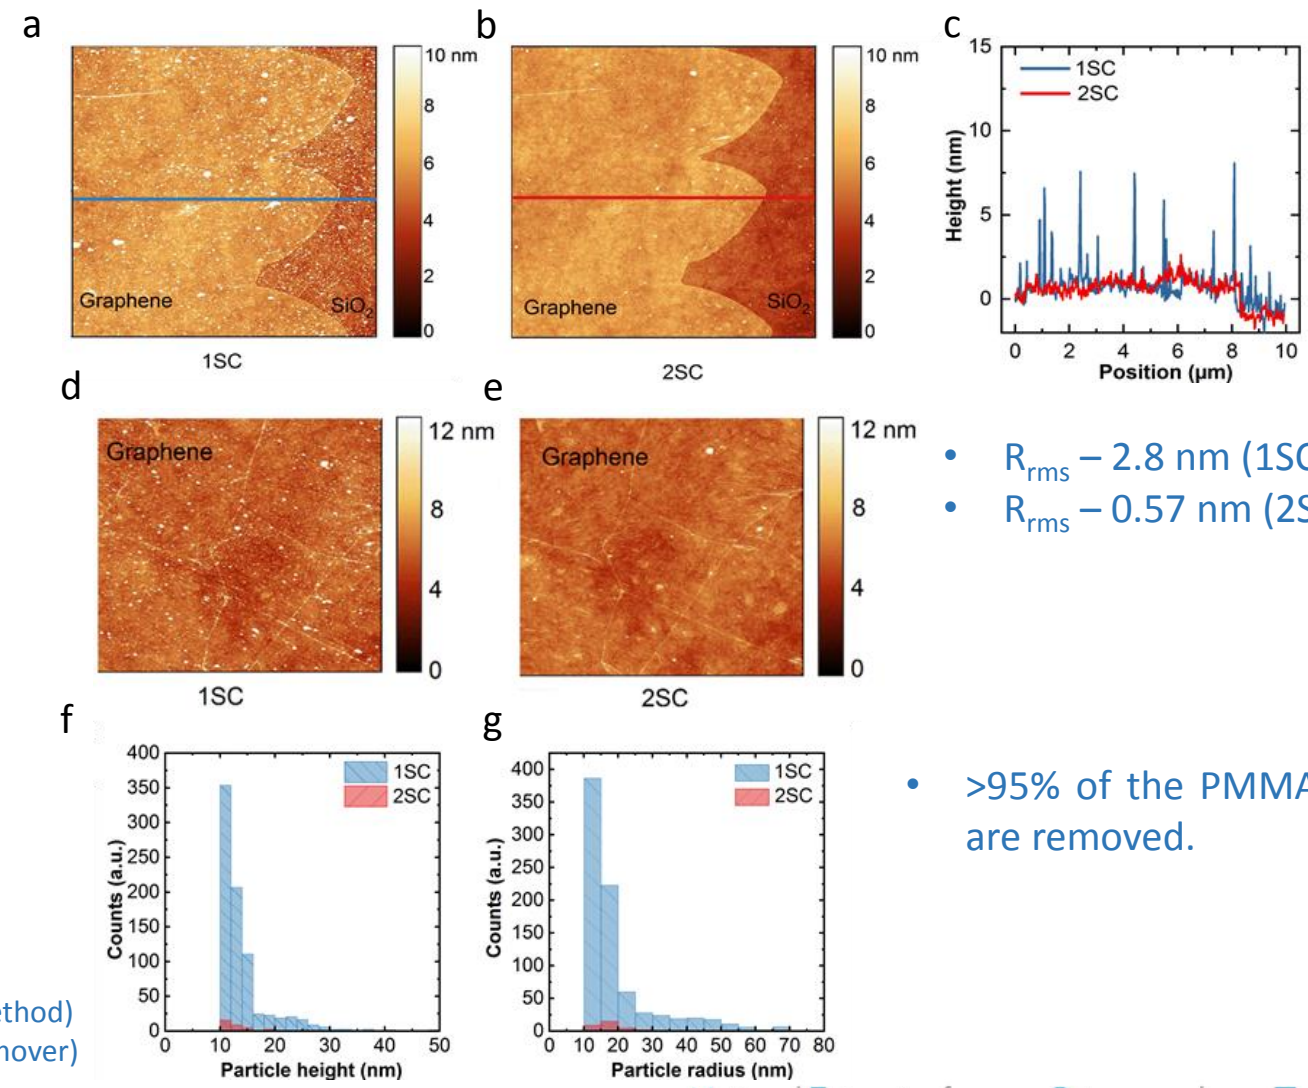 a
10 nm
8
6
4
2
0
Graphene
SiO₂
1SC
b
10 nm
8
6
4
2
0
Graphene
SiO₂
2SC
c
1SC
2SC
Height (nm)
15
10
5
0
0 2 4 6 8 10
Position (µm)
d
Graphene
12 nm
8
4
0
1SC
e
Graphene
12 nm
8
4
0
2SC
• Rrms – 2.8 nm (1SC
• Rrms – 0.57 nm (2S
f
1SC
2SC
Counts (a.u.)
400
350
300
250
200
150
100
50
0
0 10 20 30 40 50
Particle height (nm)
g
1SC
2SC
Counts (a.u.)
400
350
300
250
200
150
100
50
0
0 10 20 30 40 50 60 70 80
Particle radius (nm)
• >95% of the PMMA
are removed.
ethod)
nover)